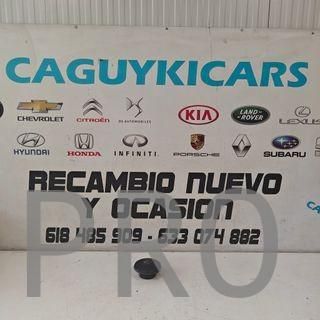 CAGUYKICARS
CHEVROLET CITROËN DS AUTOMOBILES KIA LAND ROVER LEXUS
HYUNDAI HONDA INFINITI PORSCHE RENAULT SUBARU
RECAMBIO NUEVO
Y OCASION
618 485 909 - 633 074 882
PRO